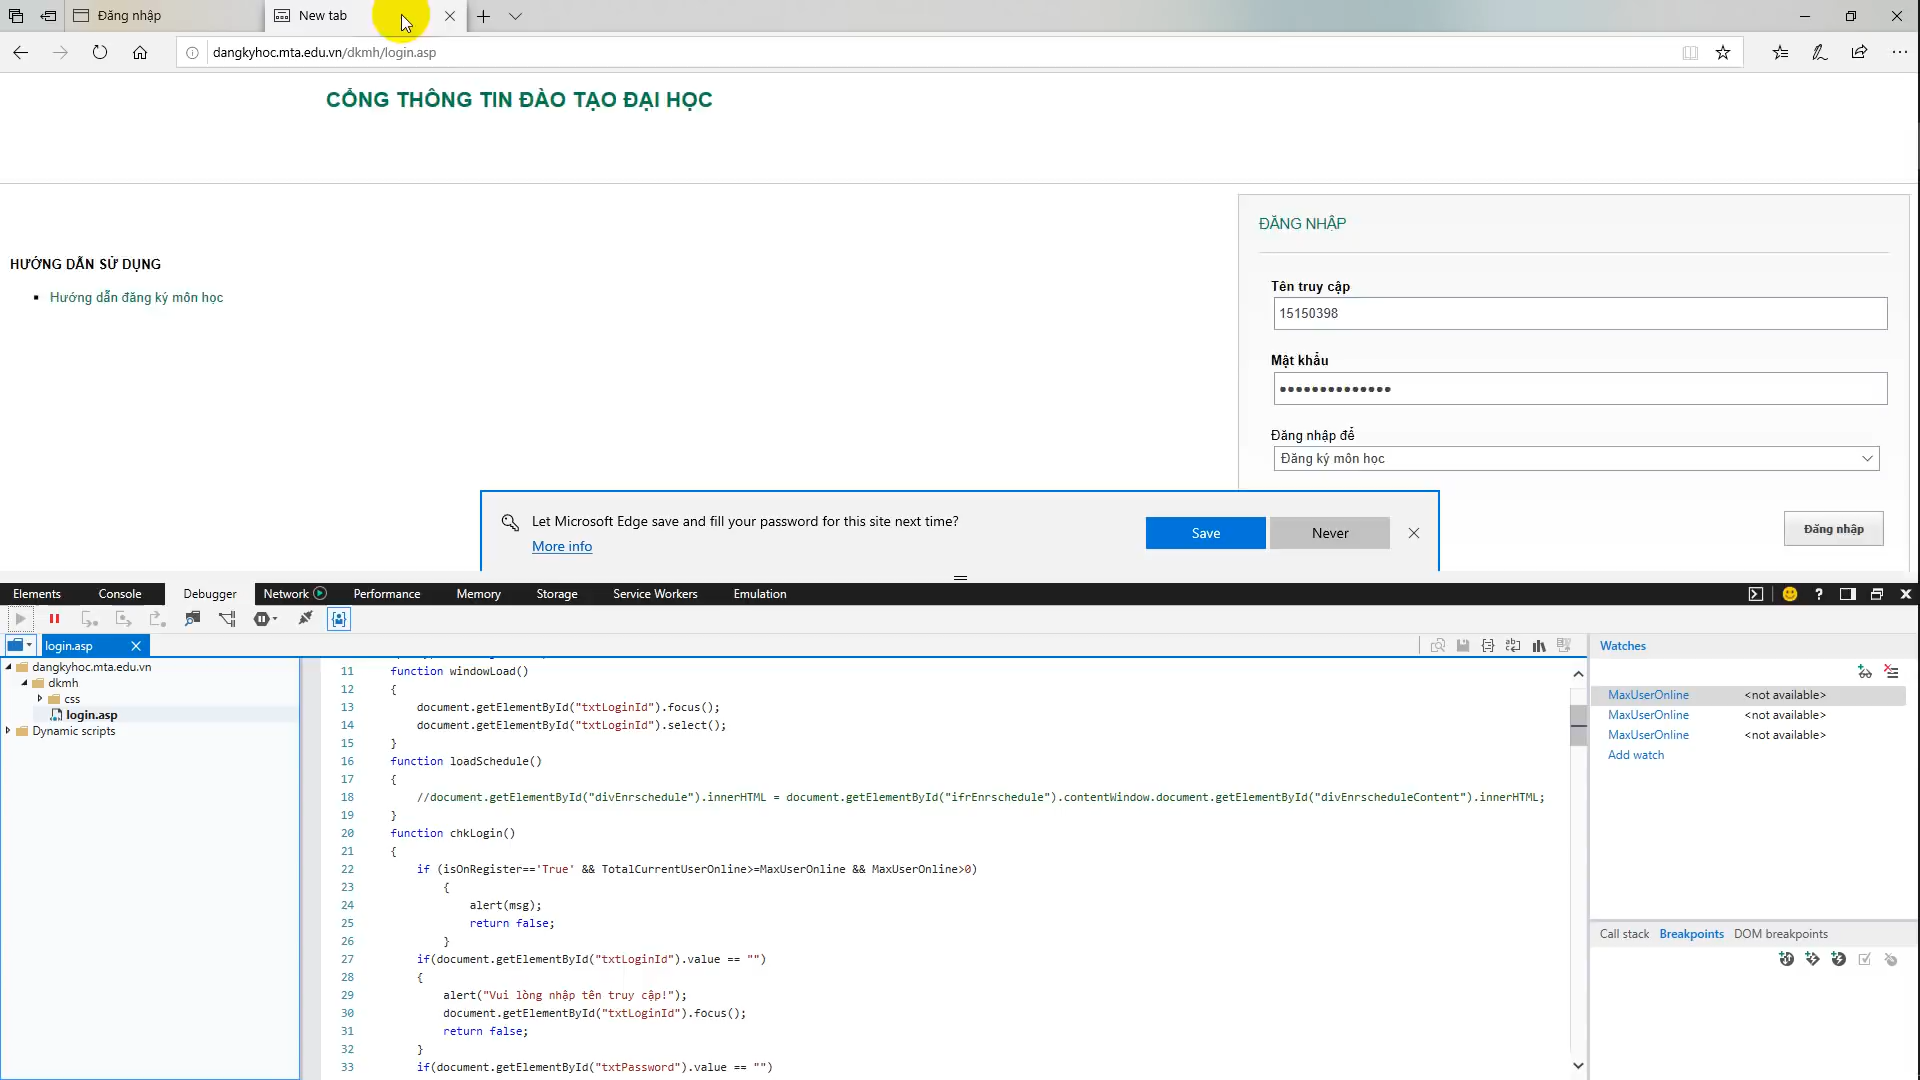 Đăng nhập
New tab
dangkyhoc.mta.edu.vn/dkmh/login.asp
CỔNG THÔNG TIN ĐÀO TẠO ĐẠI HỌC
ĐĂNG NHẬP
HƯỚNG DẪN SỬ DỤNG
Hướng dẫn đăng ký môn học
Tên truy cập
15150398
Mật khẩu
Đăng nhập để
Đăng ký môn học
Let Microsoft Edge save and fill your password for this site next time?
More info
Save
Never
Đăng nhập
Elements Console Debugger Network Performance Memory Storage Service Workers Emulation
login.asp
Watches
dangkyhoc.mta.edu.vn
dkmh
css
login.asp
Dynamic scripts
11 function windowLoad()
12 {
13 document.getElementById("txtLoginId").focus();
14 document.getElementById("txtLoginId").select();
15 }
16 function loadSchedule()
17 {
18 //document.getElementById("divEnrschedule").innerHTML = document.getElementById("ifrEnrschedule").contentWindow.document.getElementById("divEnrscheduleContent").innerHTML;
19 }
20 function chkLogin()
21 {
22 if (isOnRegister=='True' && TotalCurrentUserOnline>=MaxUserOnline && MaxUserOnline>0)
23 {
24 alert(msg);
25 return false;
26 }
27 if(document.getElementById("txtLoginId").value == "")
28 {
29 alert("Vui lòng nhập tên truy cập!");
30 document.getElementById("txtLoginId").focus();
31 return false;
32 }
33 if(document.getElementById("txtPassword").value == "")
MaxUserOnline <not available>
MaxUserOnline <not available>
MaxUserOnline <not available>
Add watch
Call stack Breakpoints DOM breakpoints